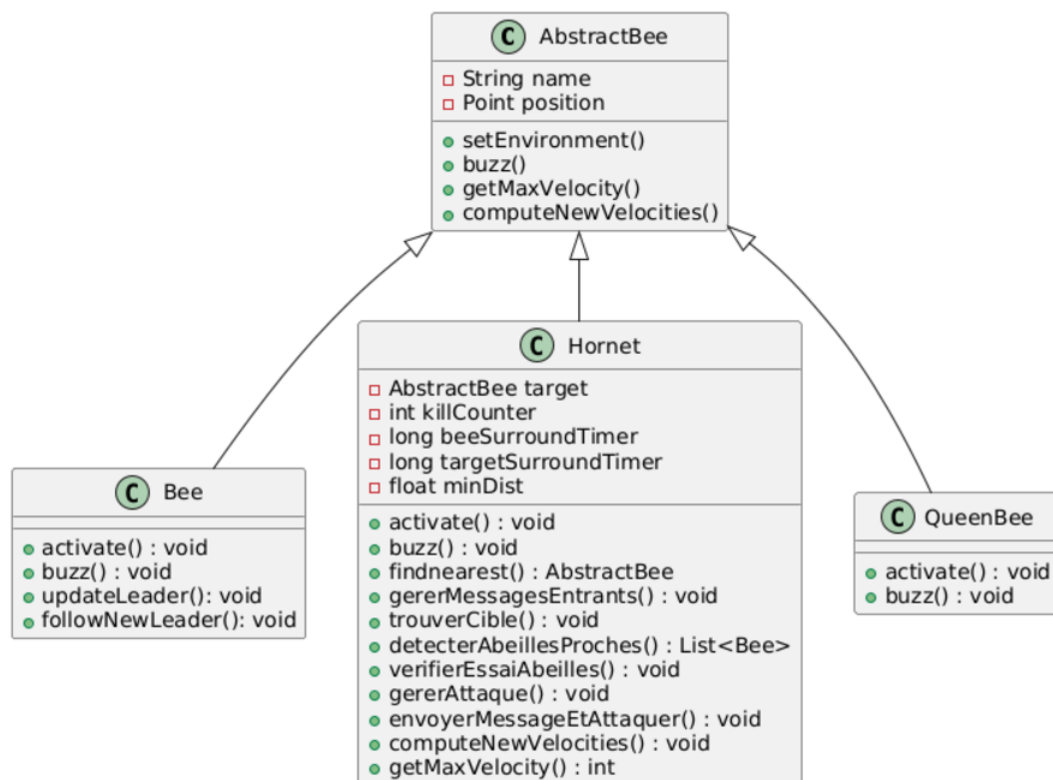 C AbstractBee
String name
Point position
setEnvironment()
buzz()
getMaxVelocity()
computeNewVelocities()
C Hornet
AbstractBee target
int killCounter
long beeSurroundTimer
long targetSurroundTimer
float minDist
activate() : void
buzz() : void
findnearest() : AbstractBee
gererMessagesEntrants() : void
trouverCible() : void
detecterAbeillesProches() : List<Bee>
verifierEssaiAbeilles() : void
gererAttaque() : void
envoyerMessageEtAttaquer() : void
computeNewVelocities() : void
getMaxVelocity() : int
C Bee
activate() : void
buzz() : void
updateLeader(): void
followNewLeader(): void
C QueenBee
activate() : void
buzz() : void